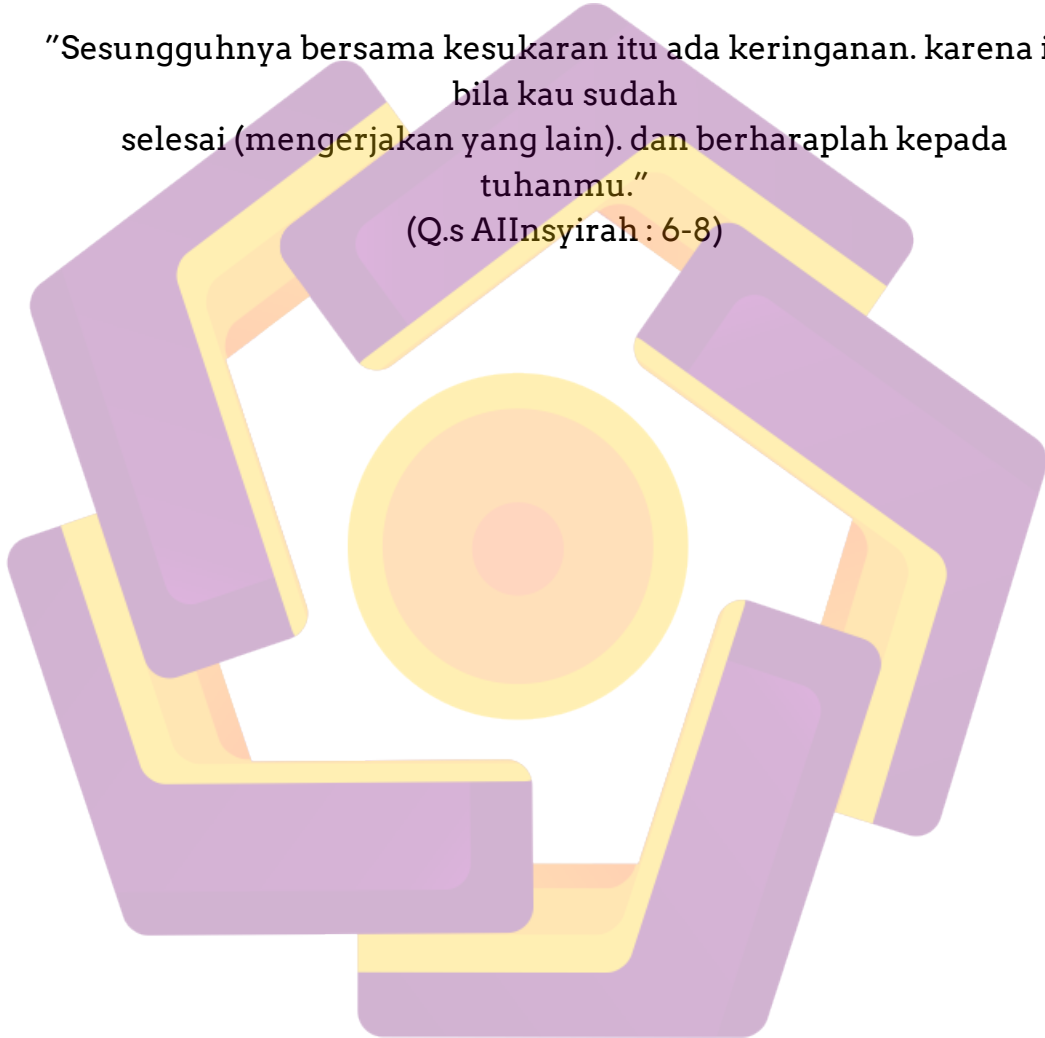 ”Sesungguhnya bersama kesukaran itu ada keringanan. karena
bila kau sudah
selesai (mengerjakan yang lain). dan berharaplah kepada
tuhanmu.”
(Q.s AIInsyirah : 6-8)